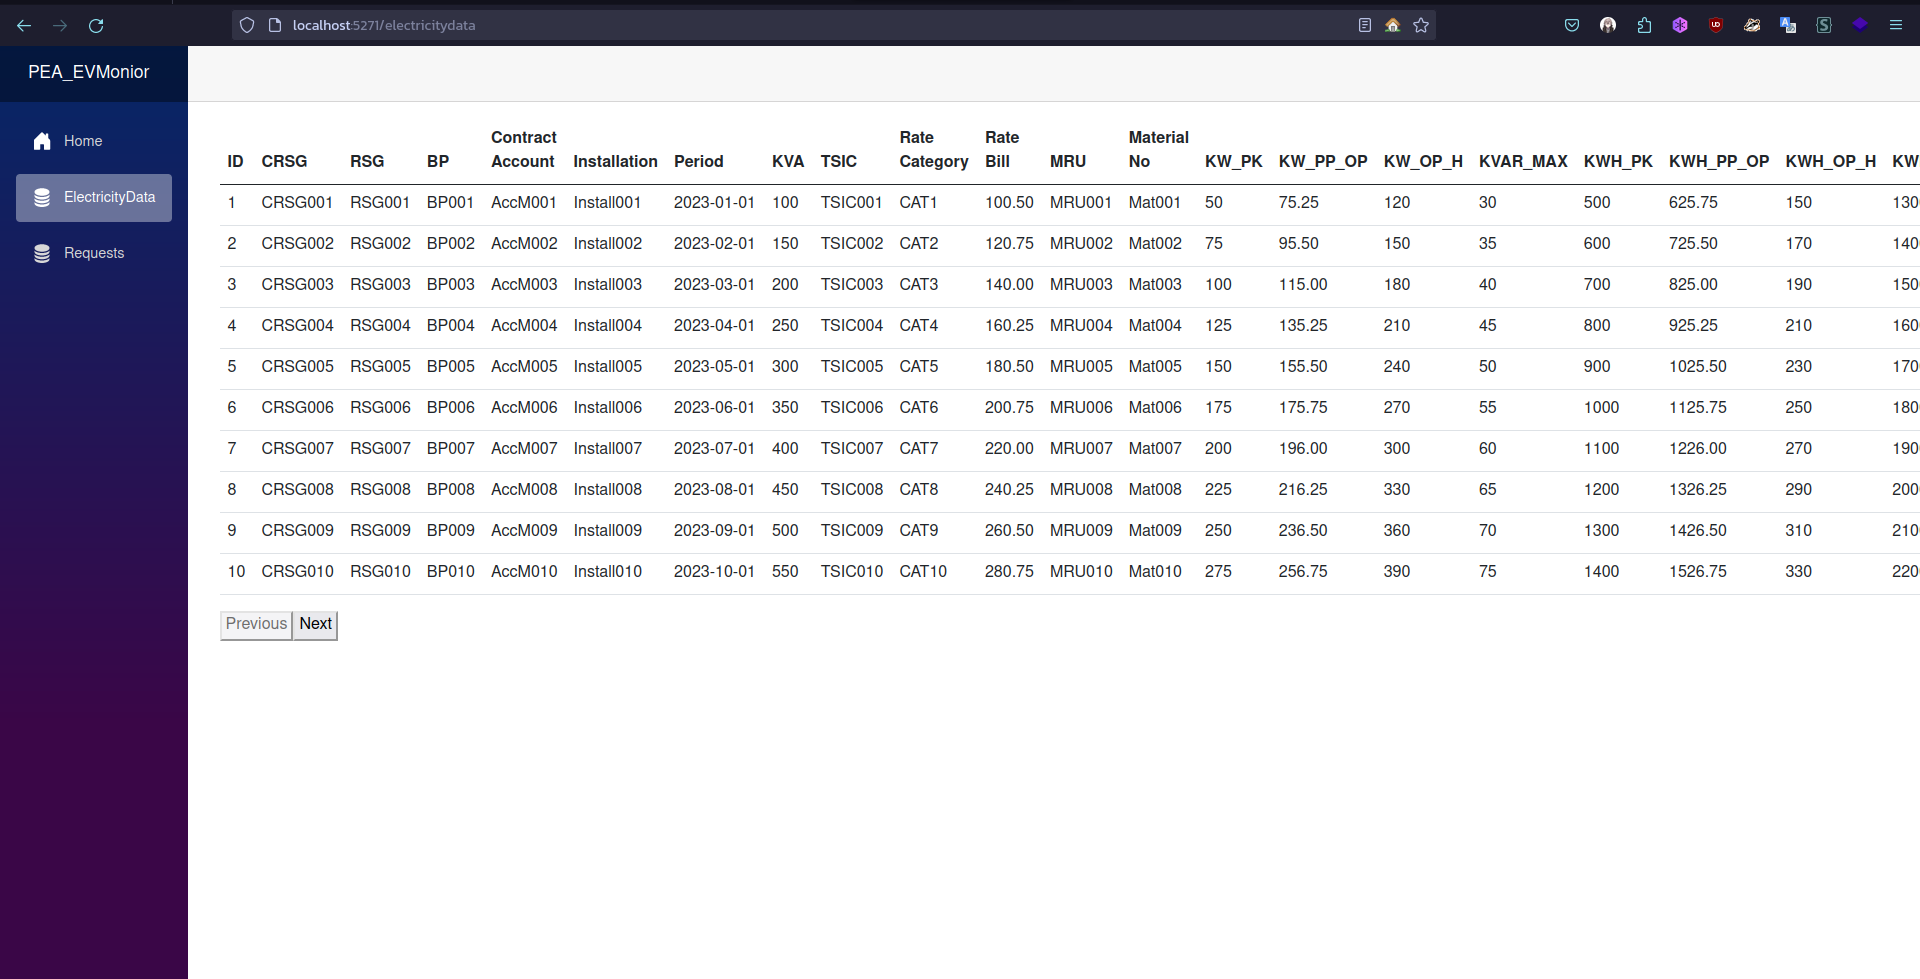 localhost:5271/electricitydata
PEA_EVMonior
Home
ElectricityData
Requests
ID CRSG RSG BP Contract Account Installation Period KVA TSIC Rate Category Rate Bill MRU Material No KW_PK KW_PP_OP KW_OP_H KVAR_MAX KWH_PK KWH_PP_OP KWH_OP_H KW
1 CRSG001 RSG001 BP001 AccM001 Install001 2023-01-01 100 TSIC001 CAT1 100.50 MRU001 Mat001 50 75.25 120 30 500 625.75 150 130
2 CRSG002 RSG002 BP002 AccM002 Install002 2023-02-01 150 TSIC002 CAT2 120.75 MRU002 Mat002 75 95.50 150 35 600 725.50 170 140
3 CRSG003 RSG003 BP003 AccM003 Install003 2023-03-01 200 TSIC003 CAT3 140.00 MRU003 Mat003 100 115.00 180 40 700 825.00 190 150
4 CRSG004 RSG004 BP004 AccM004 Install004 2023-04-01 250 TSIC004 CAT4 160.25 MRU004 Mat004 125 135.25 210 45 800 925.25 210 160
5 CRSG005 RSG005 BP005 AccM005 Install005 2023-05-01 300 TSIC005 CAT5 180.50 MRU005 Mat005 150 155.50 240 50 900 1025.50 230 170
6 CRSG006 RSG006 BP006 AccM006 Install006 2023-06-01 350 TSIC006 CAT6 200.75 MRU006 Mat006 175 175.75 270 55 1000 1125.75 250 180
7 CRSG007 RSG007 BP007 AccM007 Install007 2023-07-01 400 TSIC007 CAT7 220.00 MRU007 Mat007 200 196.00 300 60 1100 1226.00 270 190
8 CRSG008 RSG008 BP008 AccM008 Install008 2023-08-01 450 TSIC008 CAT8 240.25 MRU008 Mat008 225 216.25 330 65 1200 1326.25 290 200
9 CRSG009 RSG009 BP009 AccM009 Install009 2023-09-01 500 TSIC009 CAT9 260.50 MRU009 Mat009 250 236.50 360 70 1300 1426.50 310 210
10 CRSG010 RSG010 BP010 AccM010 Install010 2023-10-01 550 TSIC010 CAT10 280.75 MRU010 Mat010 275 256.75 390 75 1400 1526.75 330 220
Previous Next